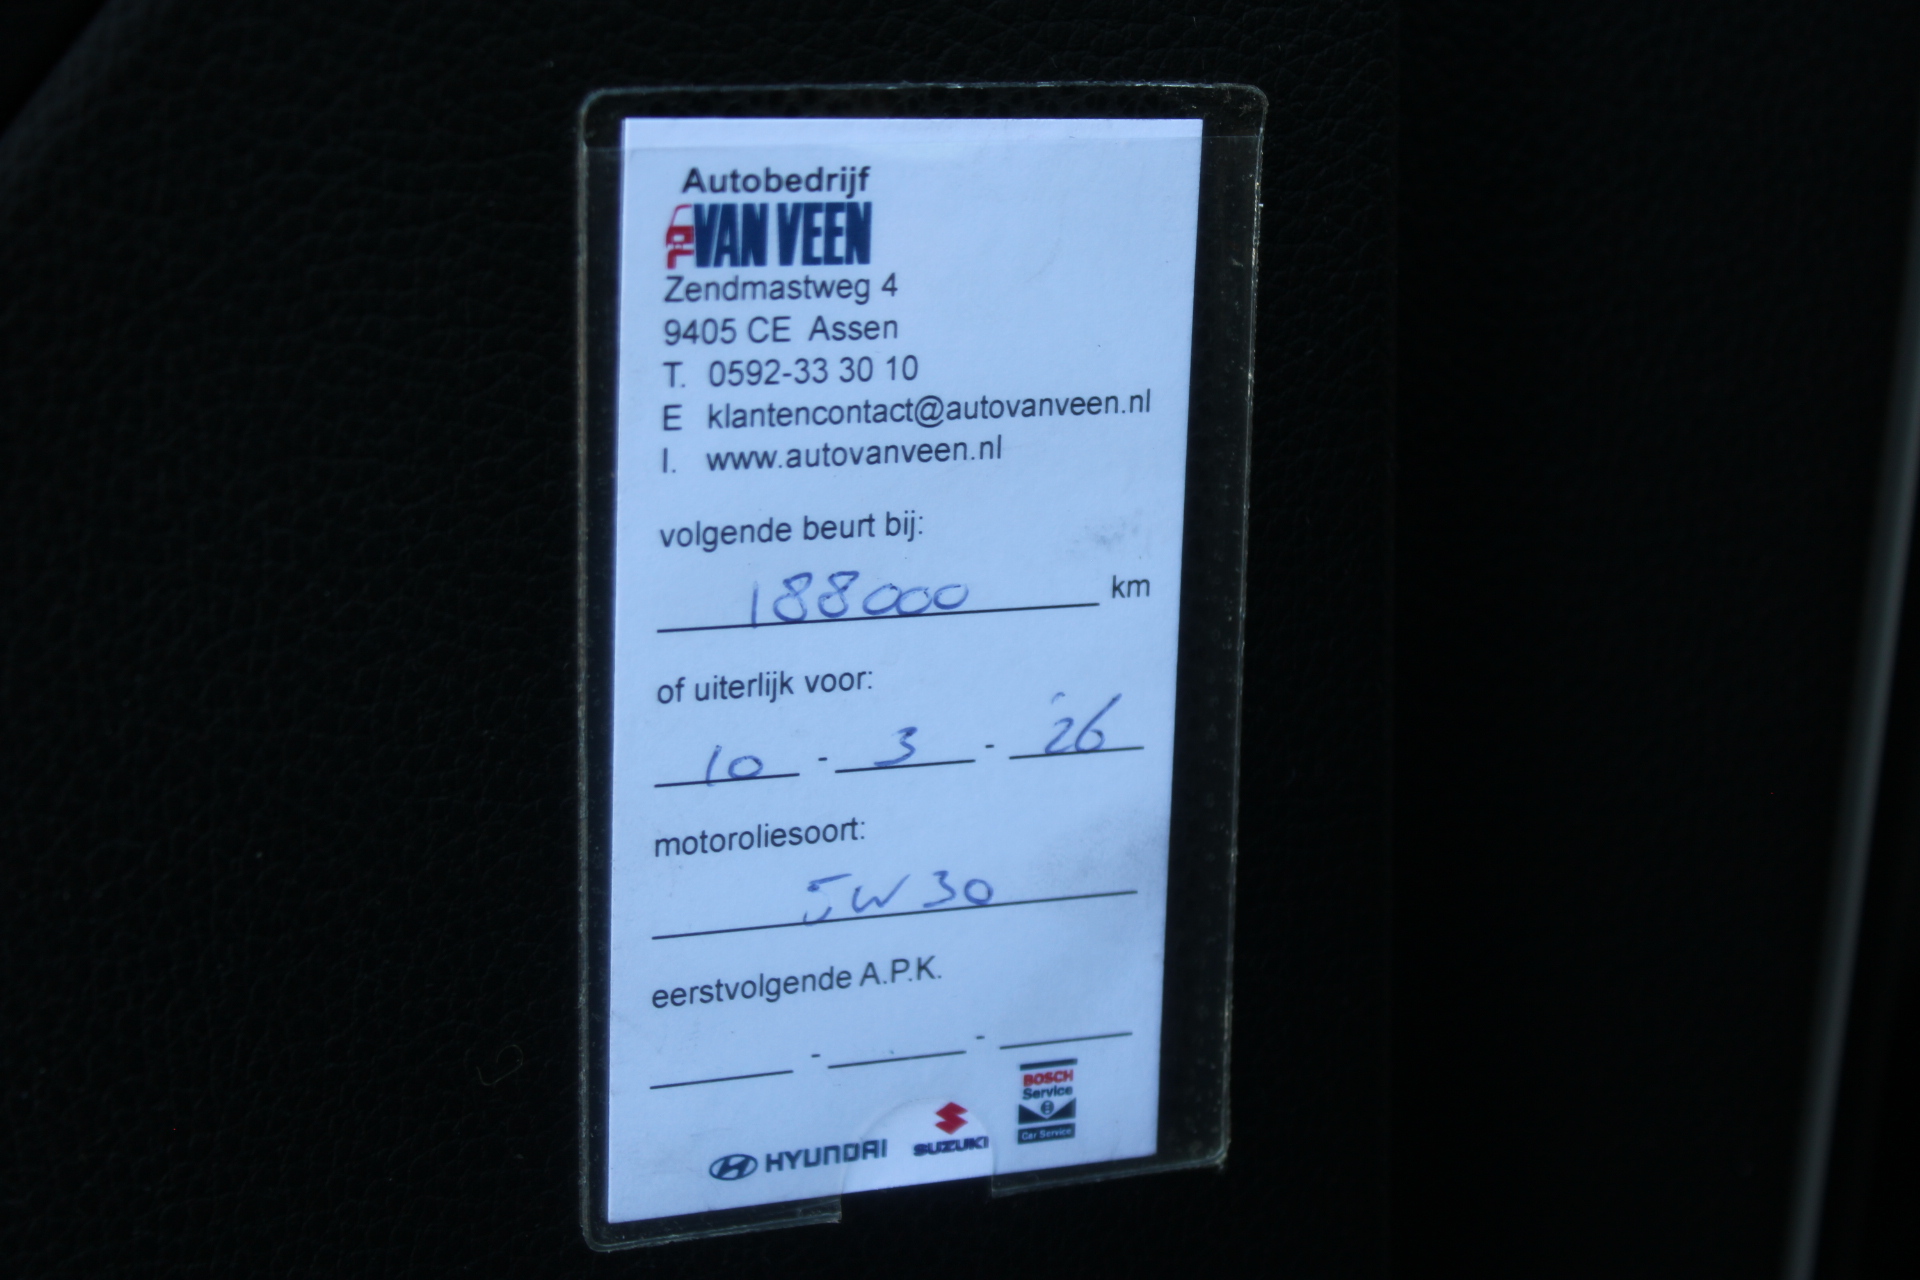 Autobedrijf
VAN VEEN
Zendmastweg 4
9405 CE Assen
T. 0592-33 30 10
E klantencontact@autovanveen.nl
I. www.autovanveen.nl
volgende beurt bij:
188000 km
of uiterlijk voor:
10 - 3 - 26
motoroliesoort:
5W30
eerstvolgende A.P.K.
- -
HYUNDAI SUZUKI BOSCH
Service
Car Service